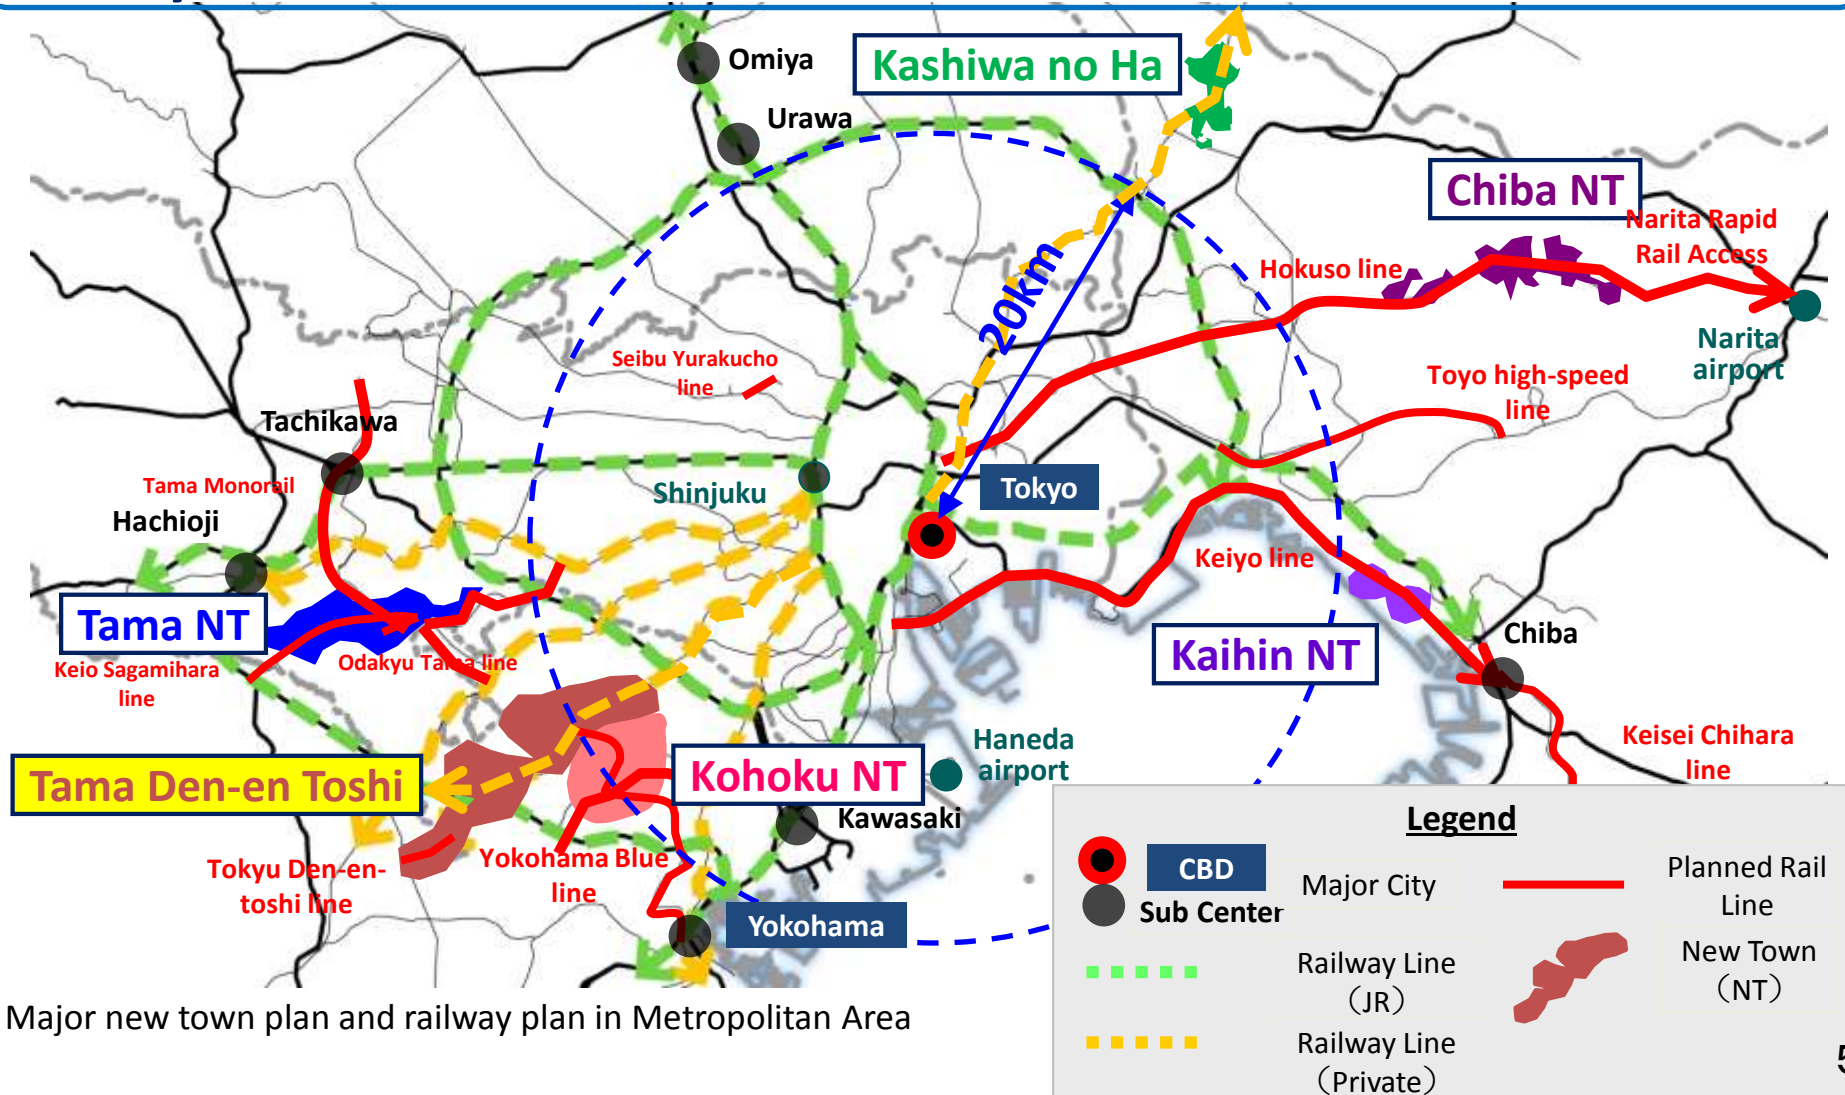 Omiya
Kashiwa no Ha
Urawa
Chiba NT
Narita Rapid
Rail Access
Hokuso line
20km
Narita
airport
Seibu Yurakucho
line
Toyo high-speed
line
Tachikawa
Tama Monorail
Shinjuku
Tokyo
Hachioji
Keiyo line
Tama NT
Chiba
Kaihin NT
Keio Sagamihara
line
Odakyu Tama line
Haneda
airport
Keisei Chihara
line
Tama Den-en Toshi
Kohoku NT
Kawasaki
Tokyu Den-en-
toshi line
Yokohama Blue
line
Yokohama
Legend
CBD
Major City
Sub Center
Planned Rail
Line
Railway Line
（JR）
New Town
（NT）
Railway Line
（Private）
Major new town plan and railway plan in Metropolitan Area